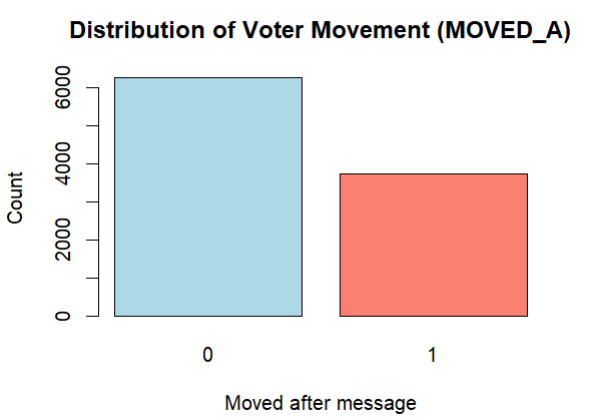 Distribution of Voter Movement (MOVED_A)
Count
6000
4000
2000
0
0 1
Moved after message